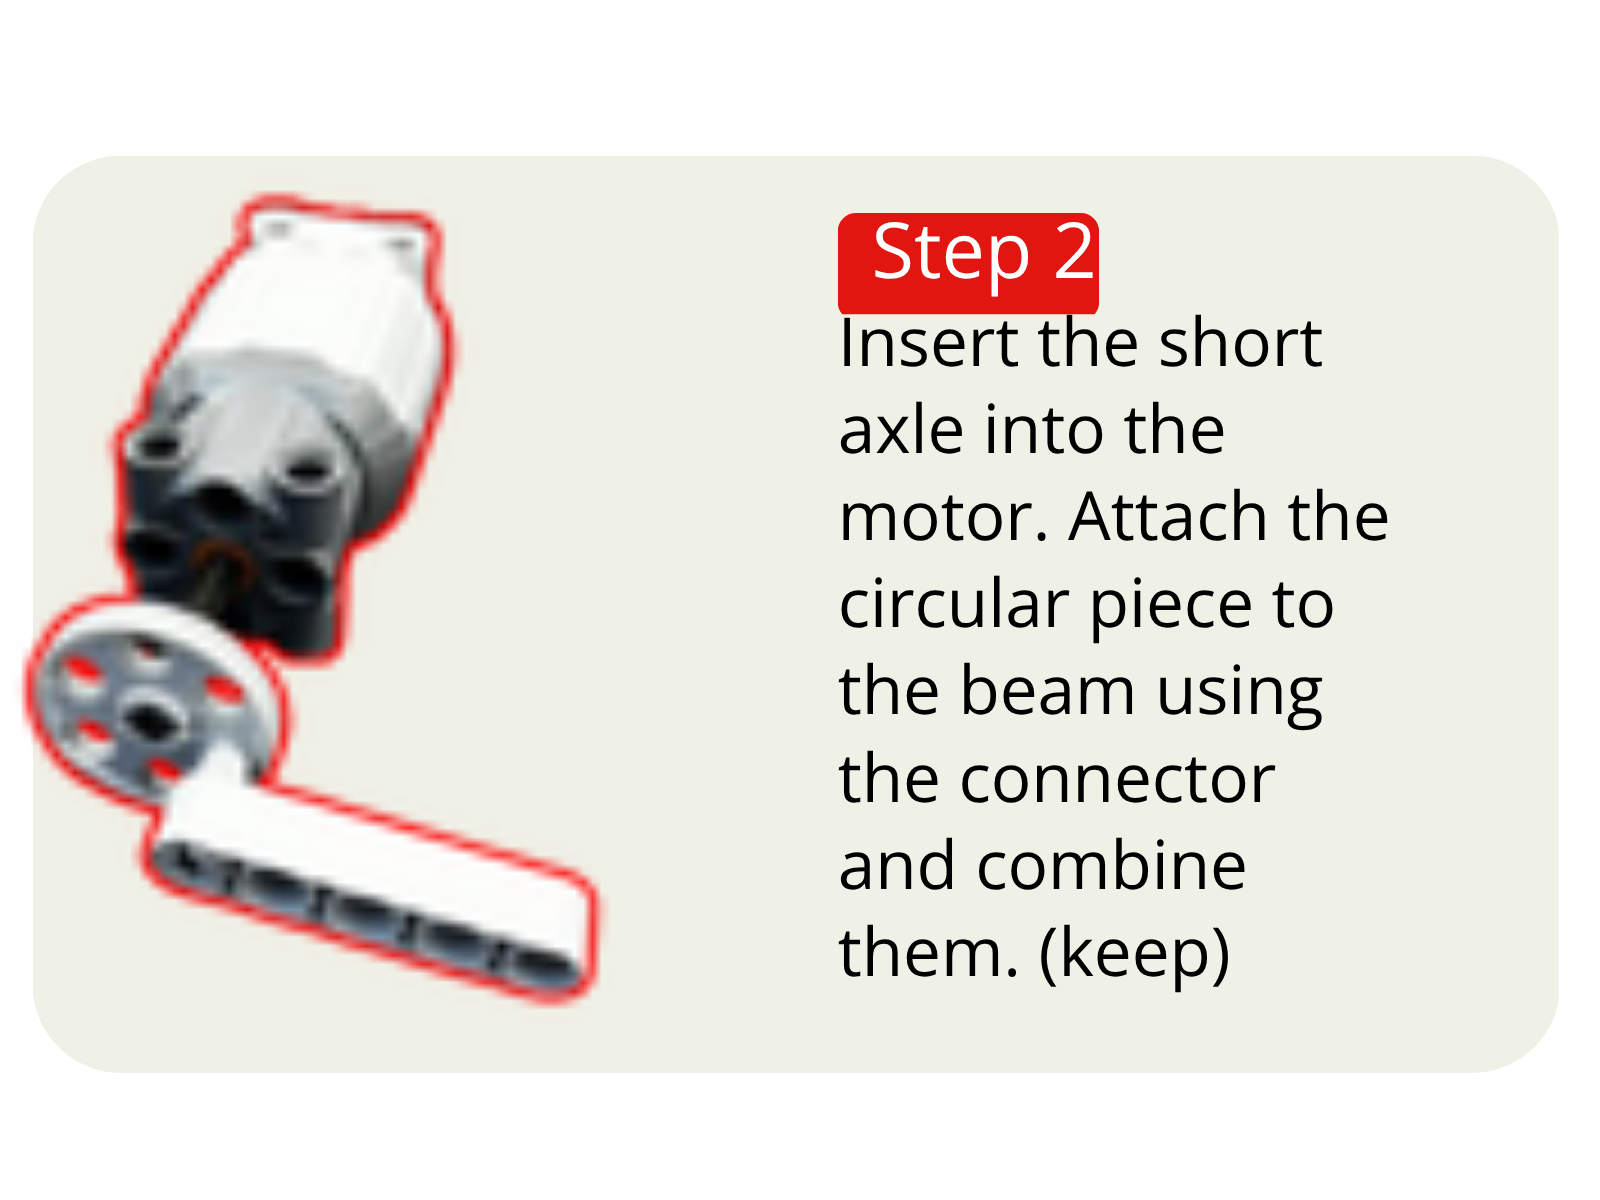 Step 2
Insert the short
axle into the
motor. Attach the
circular piece to
the beam using
the connector
and combine
them. (keep)